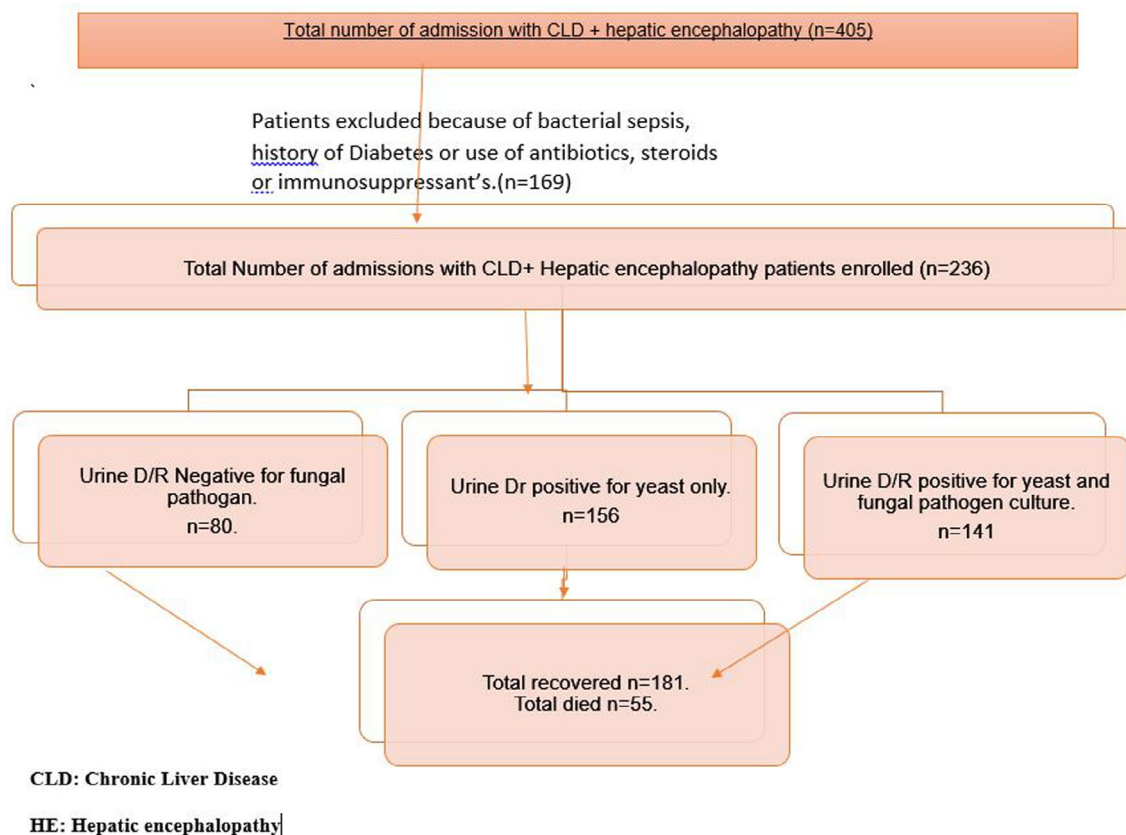 Total number of admission with CLD + hepatic encephalopathy (n=405)
`
Patients excluded because of bacterial sepsis,
history of Diabetes or use of antibiotics, steroids
or immunosuppressant’s.(n=169)
Total Number of admissions with CLD+ Hepatic encephalopathy patients enrolled (n=236)
Urine D/R Negative for fungal
pathogan.
n=80.
Urine Dr positive for yeast only.
n=156
Urine D/R positive for yeast and
fungal pathogen culture.
n=141
Total recovered n=181.
Total died n=55.
CLD: Chronic Liver Disease
HE: Hepatic encephalopathy